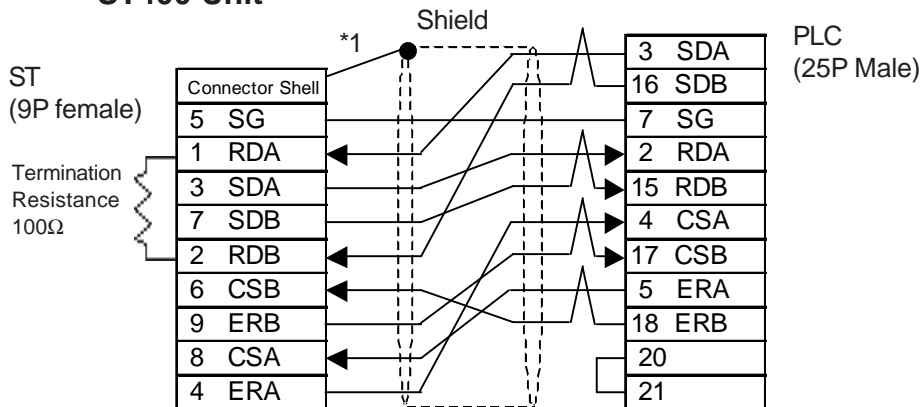 Shield
*1
PLC
(25P Male)
ST
(9P female)
Termination
Resistance
100Ω
Connector Shell
5 SG
1 RDA
3 SDA
7 SDB
2 RDB
6 CSB
9 ERB
8 CSA
4 ERA
3 SDA
16 SDB
7 SG
2 RDA
15 RDB
4 CSA
17 CSB
5 ERA
18 ERB
20
21